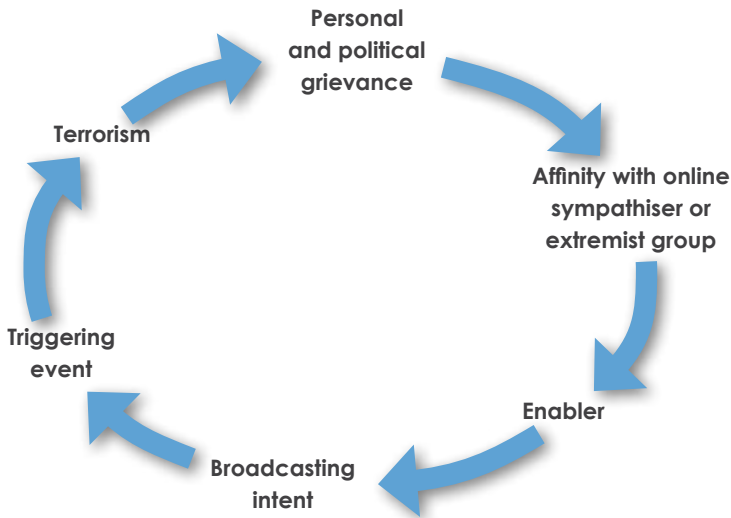 Personal
and political
grievance
Affinity with online
sympathiser or
extremist group
Enabler
Broadcasting
intent
Triggering
event
Terrorism